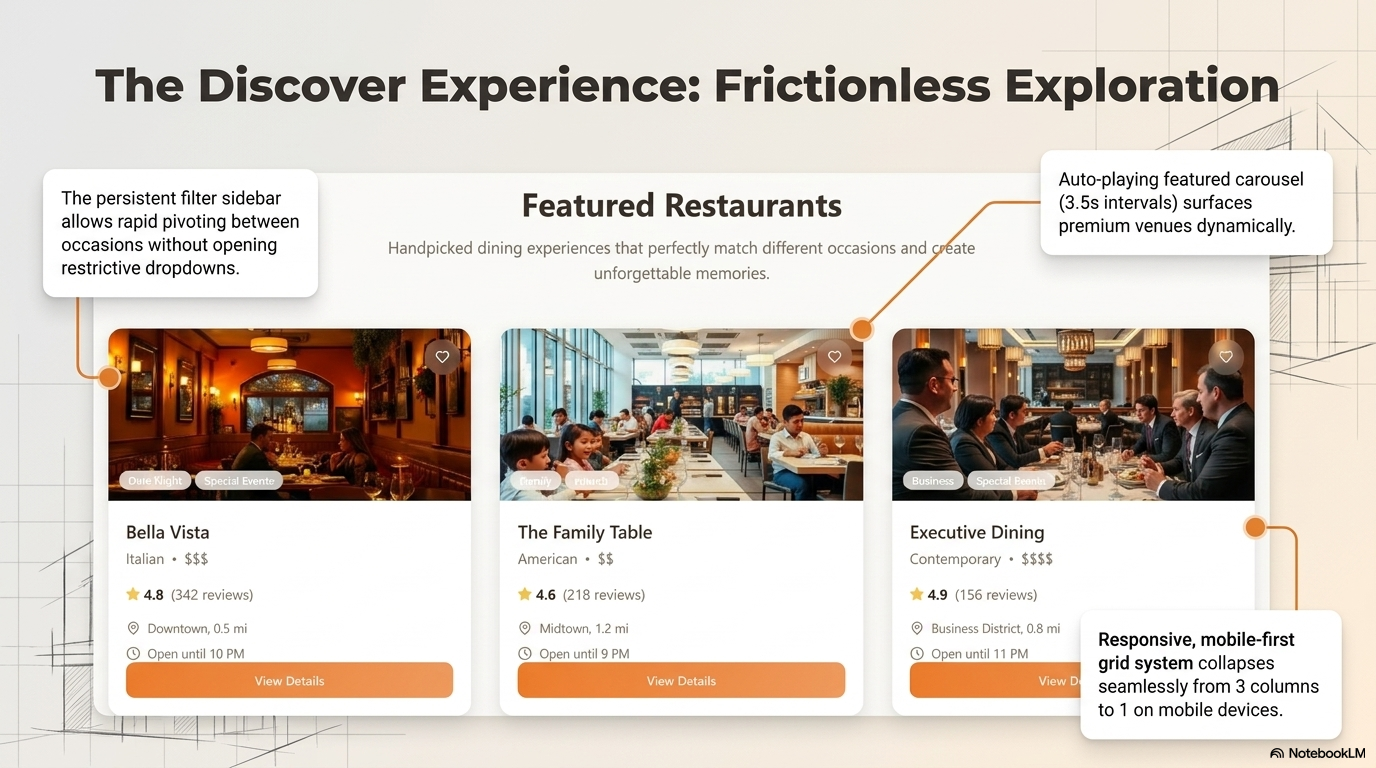 The Discover Experience: Frictionless Exploration
The persistent filter sidebar
allows rapid pivoting between
occasions without opening
restrictive dropdowns.
Auto-playing featured carousel
(3.5s intervals) surfaces
premium venues dynamically.
Featured Restaurants
Handpicked dining experiences that perfectly match different occasions and create
unforgettable memories.
Night
Special Evente
Family
Business
Special
Bella Vista
Italian • $$$
4.8 (342 reviews)
Downtown, 0.5 mi
Open until 10 PM
View Details
The Family Table
American • $$
4.6 (218 reviews)
Midtown, 1.2 mi
Open until 9 PM
View Details
Executive Dining
Contemporary • $$$$
4.9 (156 reviews)
Business District, 0.8 mi
Open until 11 PM
View D
Responsive, mobile-first
grid system collapses
seamlessly from 3 columns
to 1 on mobile devices.
NotebookLM